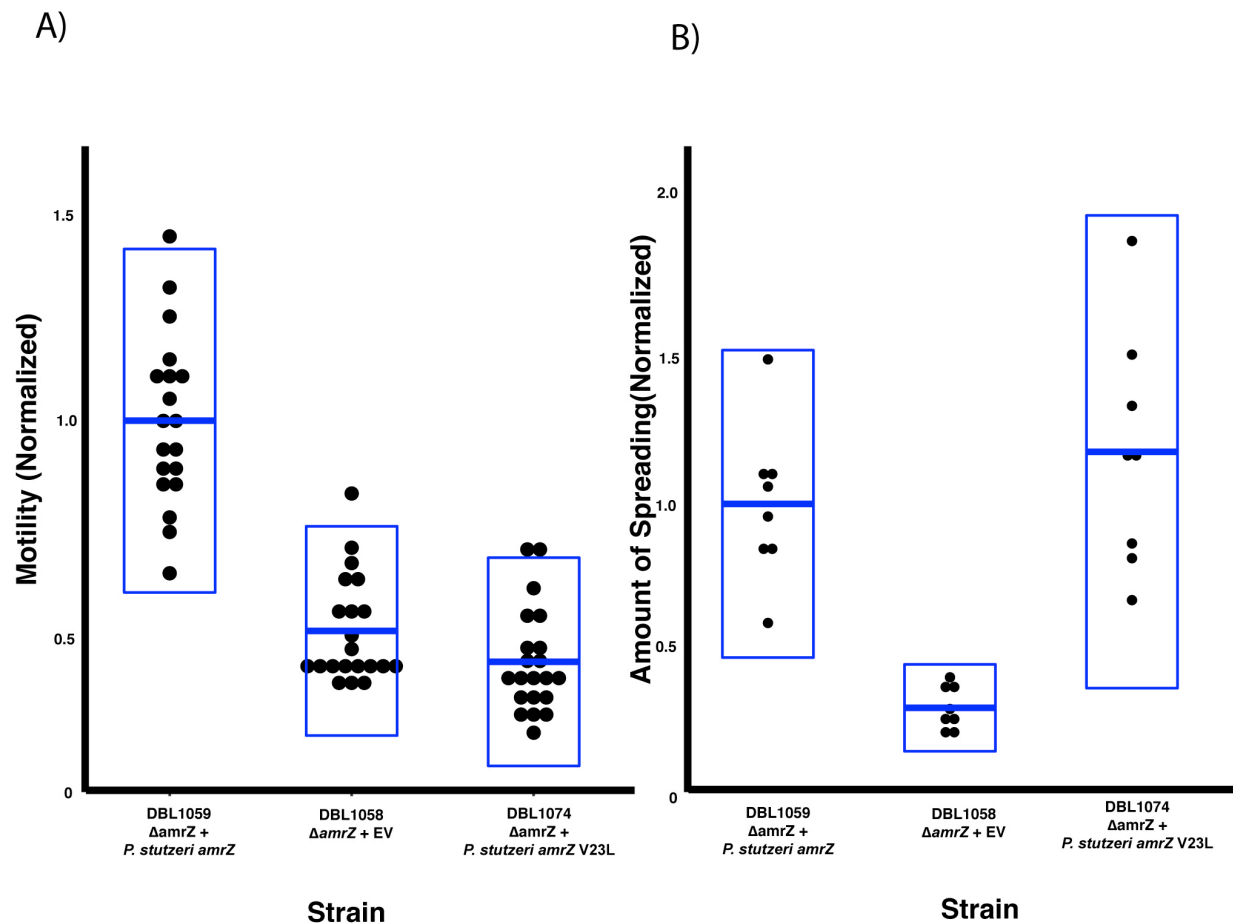 A)
B)
Motility (Normalized)
1.5
1.0
0.5
0
DBL1059
ΔamrZ +
P. stutzeri amrZ
DBL1058
ΔamrZ + EV
DBL1074
ΔamrZ +
P. stutzeri amrZ V23L
Strain
Amount of Spreading(Normalized)
2.0
1.5
1.0
0.5
0
DBL1059
ΔamrZ +
P. stutzeri amrZ
DBL1058
ΔamrZ + EV
DBL1074
ΔamrZ +
P. stutzeri amrZ V23L
Strain